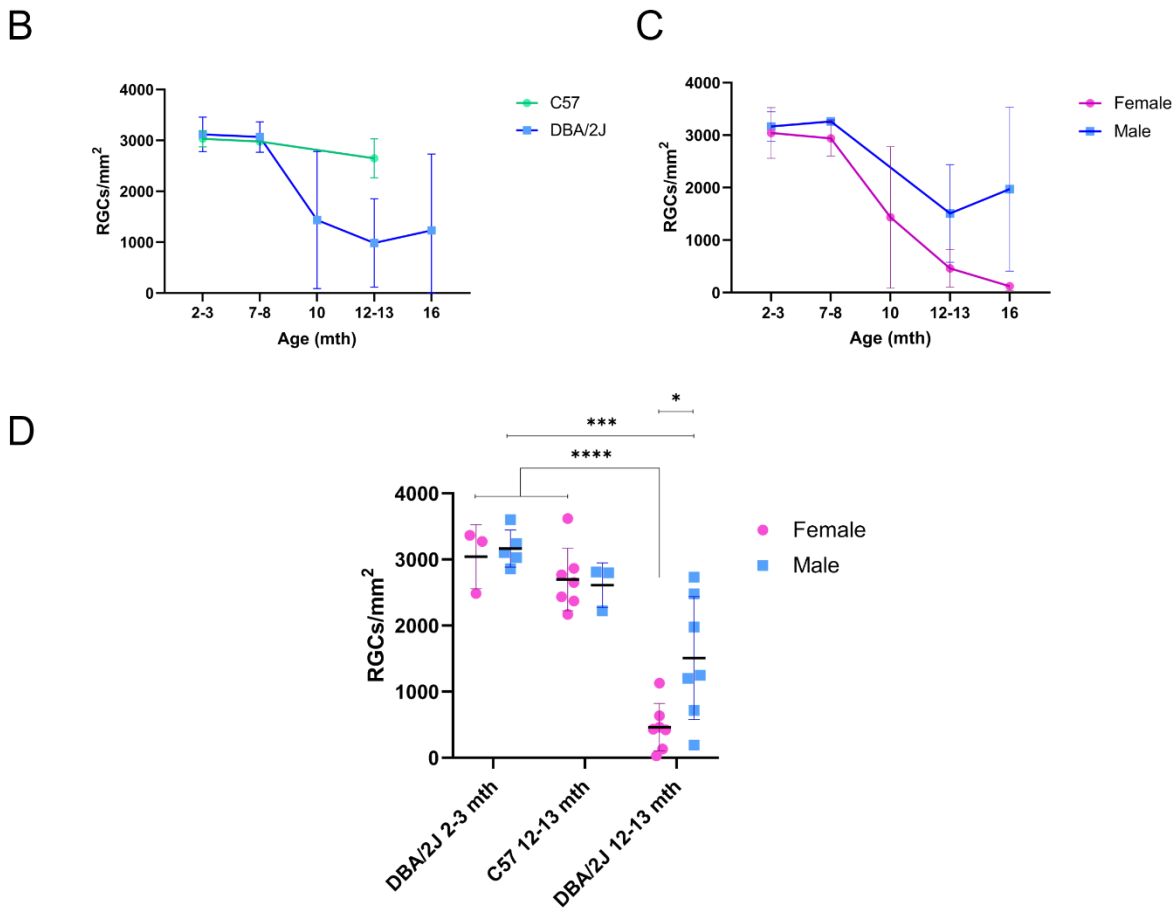 B
4000
3000
2000
1000
0
RGCs/mm²
2-3
7-8
10
12-13
16
Age (mth)
C57
DBA/2J
C
4000
3000
2000
1000
0
RGCs/mm²
2-3
7-8
10
12-13
16
Age (mth)
Female
Male
D
*
***
****
4000
3000
2000
1000
0
RGCs/mm²
DBA/2J 2-3 mth
C57 12-13 mth
DBA/2J 12-13 mth
Female
Male